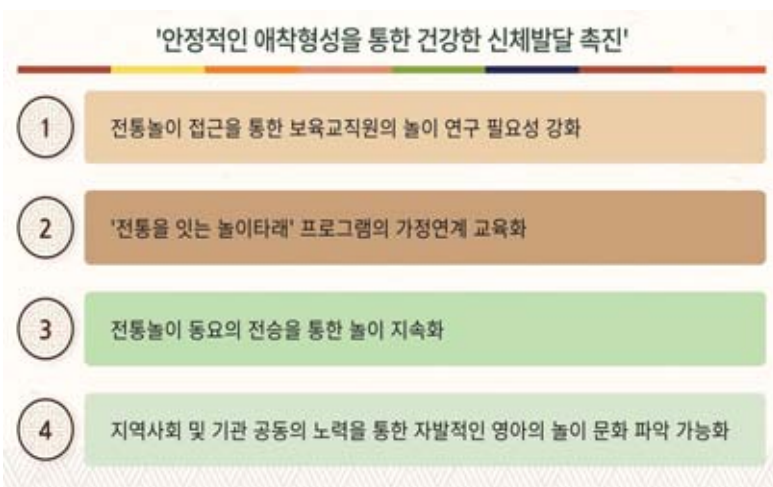 '안정적인 애착형성을 통한 건강한 신체발달 촉진'
1 전통놀이 접근을 통한 보육교직원의 놀이 연구 필요성 강화
2 '전통을 잇는 놀이타래' 프로그램의 가정연계 교육화
3 전통놀이 동요의 전승을 통한 놀이 지속화
4 지역사회 및 기관 공동의 노력을 통한 자발적인 영아의 놀이 문화 파악 가능화